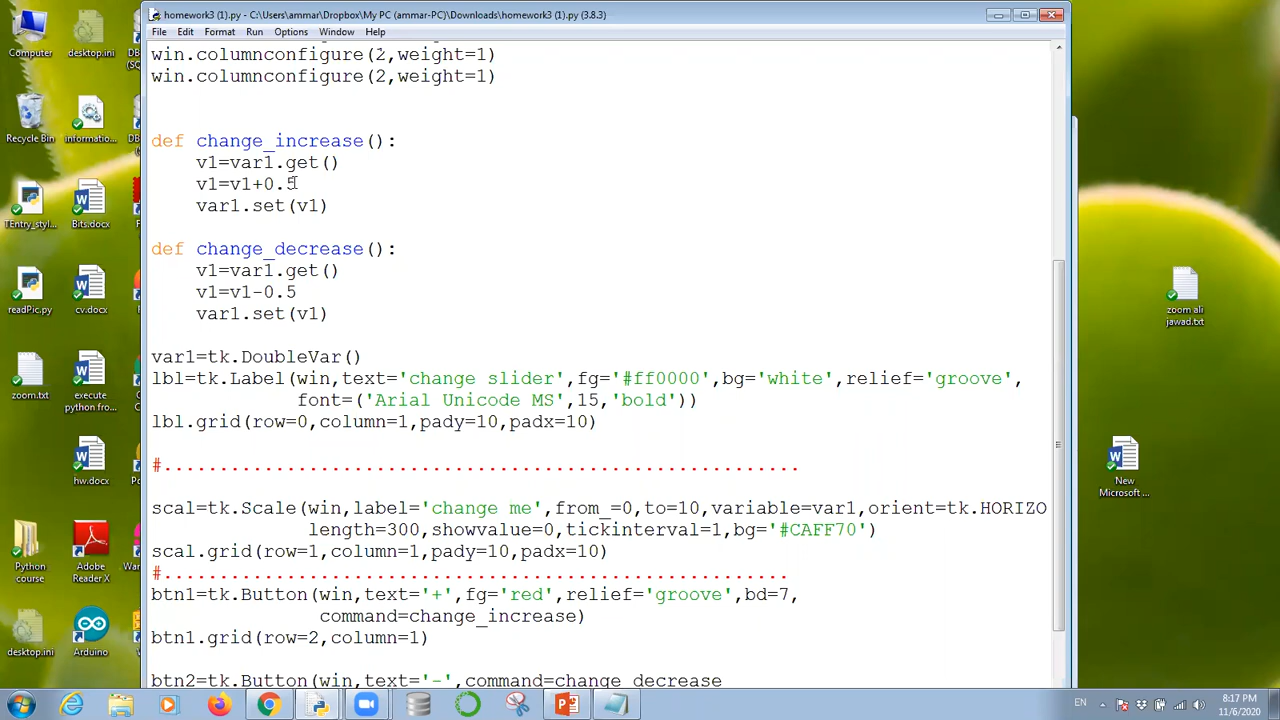 homework3 (1).py - C:\Users\ammar\Dropbox\My PC (ammar-PC)\Downloads\homework3 (1).py (3.8.3)
File Edit Run Options Window Help
win.columnconfigure(2,weight=1)
win.columnconfigure(2,weight=1)
def change_increase():
v1=var1.get()
v1=v1+0.5
var1.set(v1)
def change_decrease():
v1=var1.get()
v1=v1-0.5
var1.set(v1)
var1=tk.DoubleVar()
lbl=tk.Label(win,text='change slider',fg='#ff0000',bg='white',relief='groove',
font=('Arial Unicode MS',15,'bold'))
lbl.grid(row=0,column=1,pady=10,padx=10)
#.........................................................
scal=tk.Scale(win,label='change me',from_=0,to=10,variable=var1,orient=tk.HORIZO
length=300,showvalue=0,tickinterval=1,bg='#CAFF70')
scal.grid(row=1,column=1,pady=10,padx=10)
#........................................................
btn1=tk.Button(win,text='+',fg='red',relief='groove',bd=7,
command=change_increase)
btn1.grid(row=2,column=1)
btn2=tk.Button(win,text='-',command=change_decrease
Computer
desktop.ini
Recycle Bin
informatio...
TEntry_styl...
Bits.docx
readPic.py
cv.docx
zoom.txt
execute
python fro...
hw.docx
Python
course
Adobe
Reader X
desktop.ini
Arduino
zoom ali
jawad.txt
New
Microsoft ...
EN
8:17 PM
11/6/2020